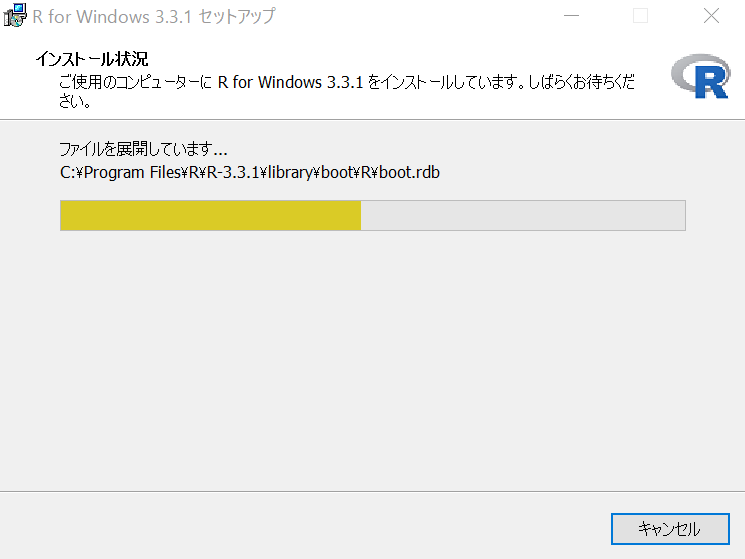 R for Windows 3.3.1 セットアップ
インストール状況
ご使用のコンピューターに R for Windows 3.3.1 をインストールしています。しばらくお待ちくだ
さい。
R
ファイルを展開しています...
C:¥Program Files¥R¥R-3.3.1¥library¥boot¥R¥boot.rdb
キャンセル